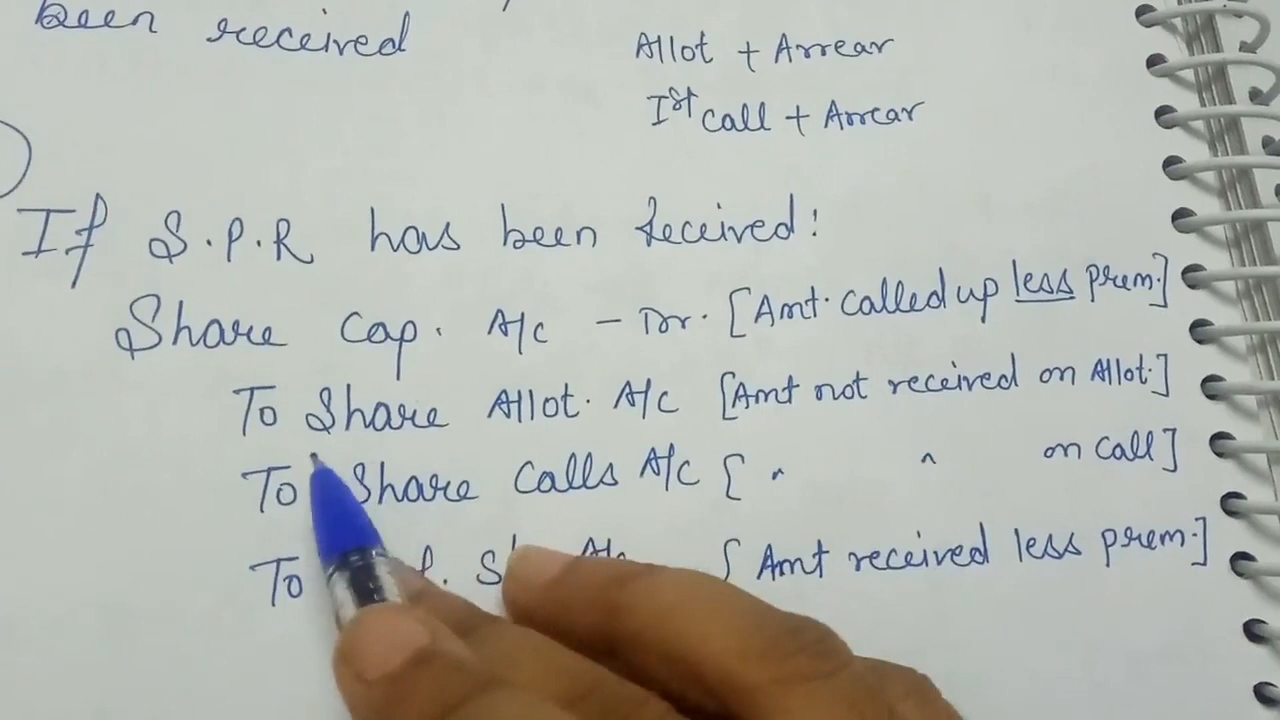 been received
Allot + Arrear
Ist call + Arrear
If S.P.R has been Received:
Share Cap. A/c - Dr. [Amt. called up less prem.]
To Share Allot. A/c [Amt not received on Allot.]
To Share Calls A/c [ " " on Call]
To [Amt received less prem.]